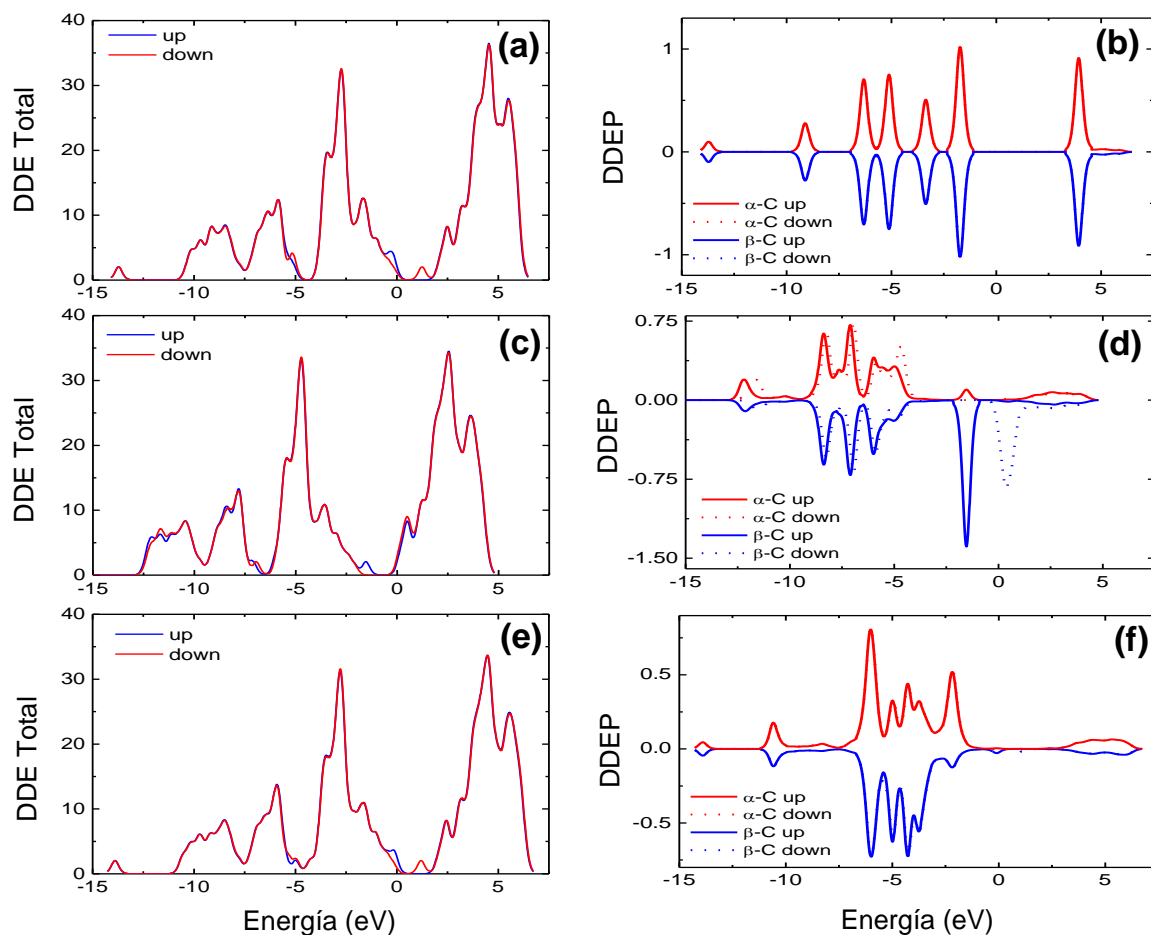 40
30
20
10
0
DDE Total
up
down
(a)
-15
-10
-5
0
5
1
0
-1
DDEP
(b)
α-C up
α-C down
β-C up
β-C down
-15
-10
-5
0
5
40
30
20
10
0
DDE Total
up
down
(c)
-15
-10
-5
0
5
0.75
0.00
-0.75
-1.50
DDEP
(d)
α-C up
α-C down
β-C up
β-C down
-15
-10
-5
0
5
40
30
20
10
0
DDE Total
up
down
(e)
-15
-10
-5
0
5
Energía (eV)
0.5
0.0
-0.5
DDEP
(f)
α-C up
α-C down
β-C up
β-C down
-15
-10
-5
0
5
Energía (eV)